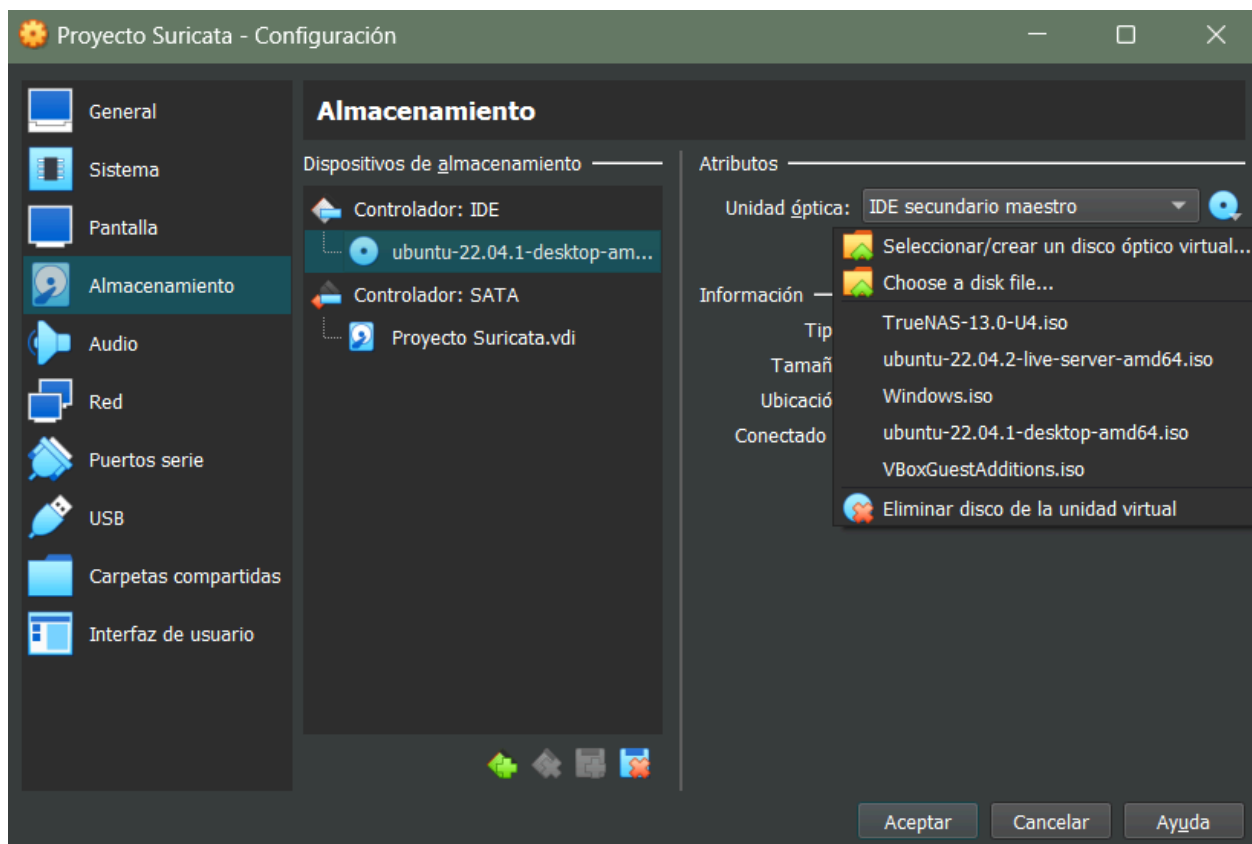 Proyecto Suricata - Configuración
General
Sistema
Pantalla
Almacenamiento
Audio
Red
Puertos serie
USB
Carpetas compartidas
Interfaz de usuario
Almacenamiento
Dispositivos de almacenamiento
Controlador: IDE
ubuntu-22.04.1-desktop-am...
Controlador: SATA
Proyecto Suricata.vdi
Atributos
Unidad óptica: IDE secundario maestro
Seleccionar/crear un disco óptico virtual...
Choose a disk file...
TrueNAS-13.0-U4.iso
ubuntu-22.04.2-live-server-amd64.iso
Windows.iso
ubuntu-22.04.1-desktop-amd64.iso
VBoxGuestAdditions.iso
Eliminar disco de la unidad virtual
Información
Tip
Tamañ
Ubicació
Conectado
Aceptar Cancelar Ayuda